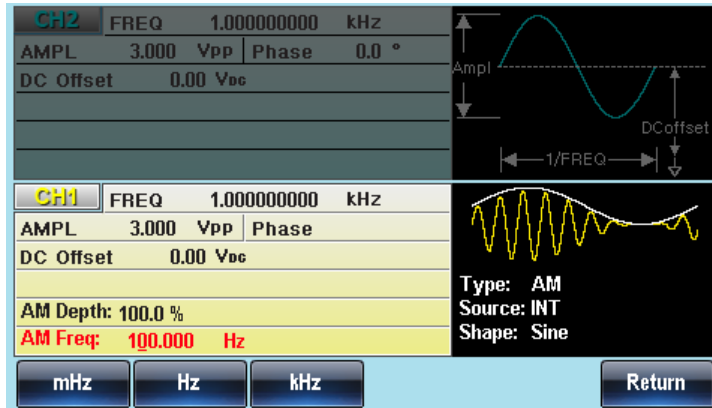 CH2 FREQ 1.000000000 kHz
AMPL 3.000 Vpp Phase 0.0 °
DC Offset 0.00 VDC
Ampl
DCoffset
1/FREQ
CH1 FREQ 1.000000000 kHz
AMPL 3.000 Vpp Phase
DC Offset 0.00 VDC
AM Depth: 100.0 %
AM Freq: 100.000 Hz
Type: AM
Source: INT
Shape: Sine
mHz Hz kHz Return